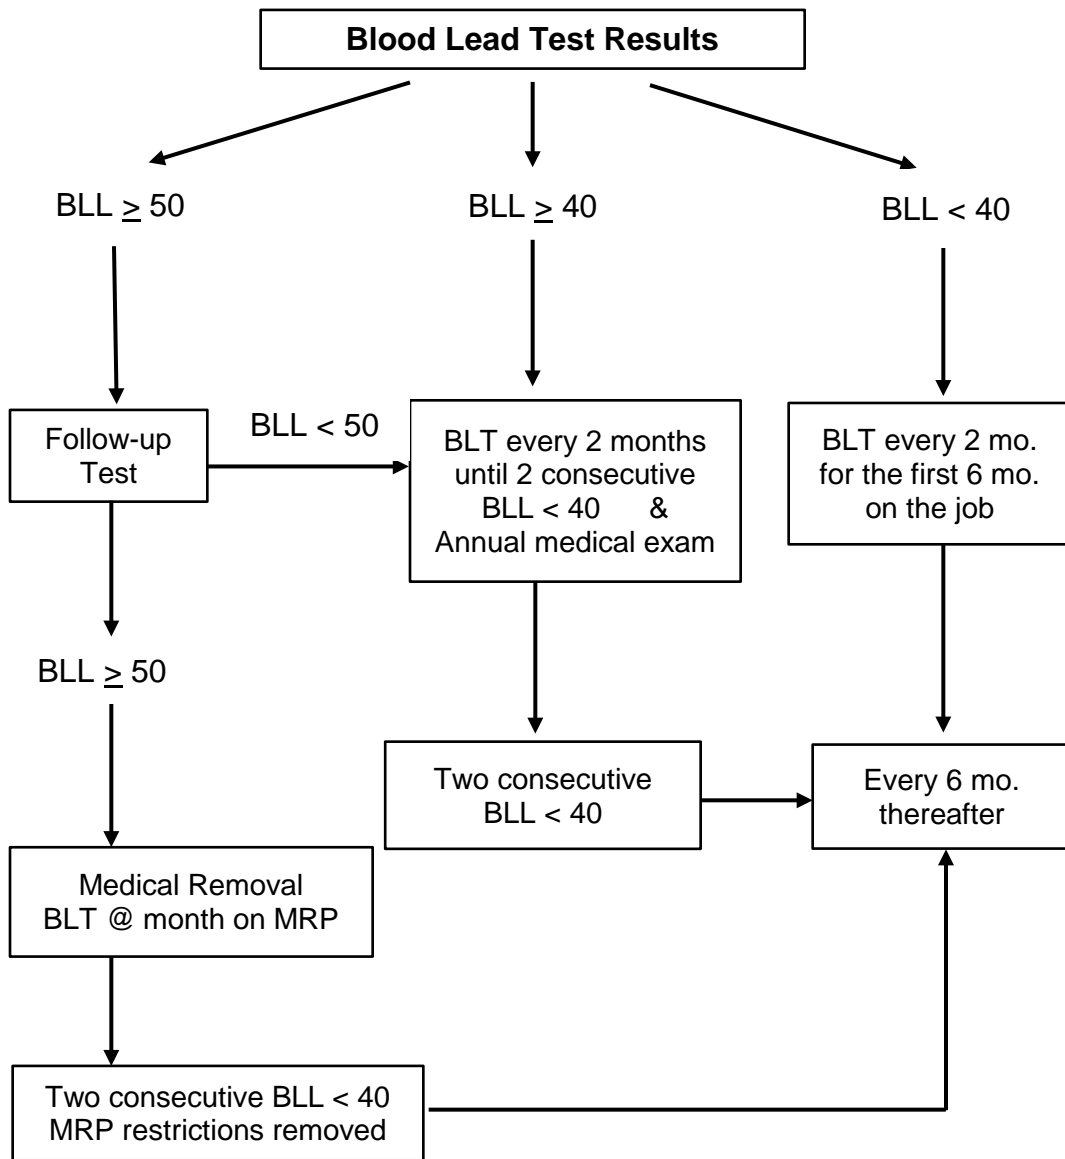 Blood Lead Test Results
BLL ≥ 50
BLL ≥ 40
BLL < 40
Follow-up
Test
BLL < 50
BLT every 2 months
until 2 consecutive
BLL < 40 &
Annual medical exam
BLT every 2 mo.
for the first 6 mo.
on the job
BLL ≥ 50
Two consecutive
BLL < 40
Every 6 mo.
thereafter
Medical Removal
BLT @ month on MRP
Two consecutive BLL < 40
MRP restrictions removed